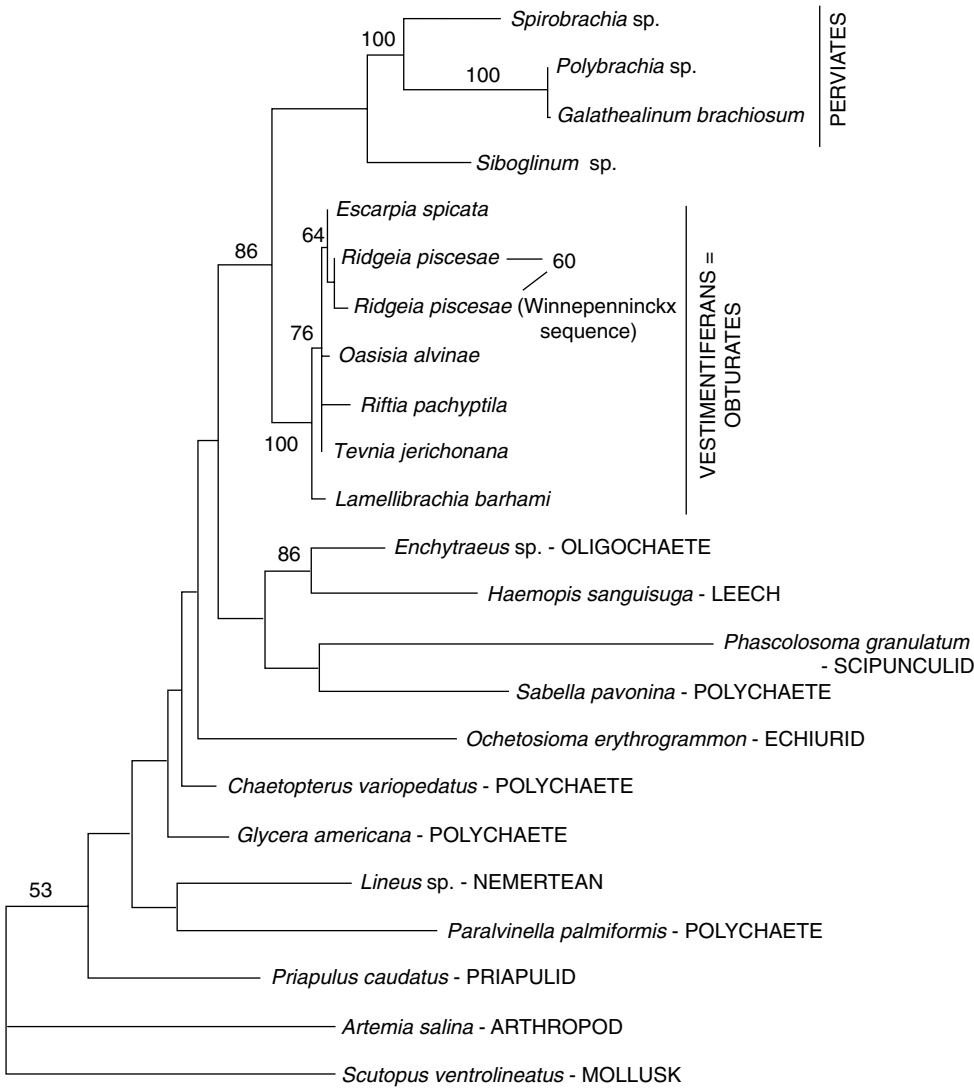 100
Spirobrachia sp.
100
Polybrachia sp.
Galathealinum brachiosum
PERVIATES
Siboglinum sp.
Escarpia spicata
64
86
Ridgeia piscesae
60
Ridgeia piscesae (Winnepenninckx
sequence)
76
Oasisia alvinae
Riftia pachyptila
100
Tevnia jerichonana
Lamellibrachia barhami
VESTIMENTIFERANS =
OBTURATES
86
Enchytraeus sp. - OLIGOCHAETE
Haemopis sanguisuga - LEECH
Phascolosoma granulatum
- SCIPUNCULID
Sabella pavonina - POLYCHAETE
Ochetosioma erythrogrammon - ECHIURID
Chaetopterus variopedatus - POLYCHAETE
Glycera americana - POLYCHAETE
53
Lineus sp. - NEMERTEAN
Paralvinella palmiformis - POLYCHAETE
Priapulus caudatus - PRIAPULID
Artemia salina - ARTHROPOD
Scutopus ventrolineatus - MOLLUSK